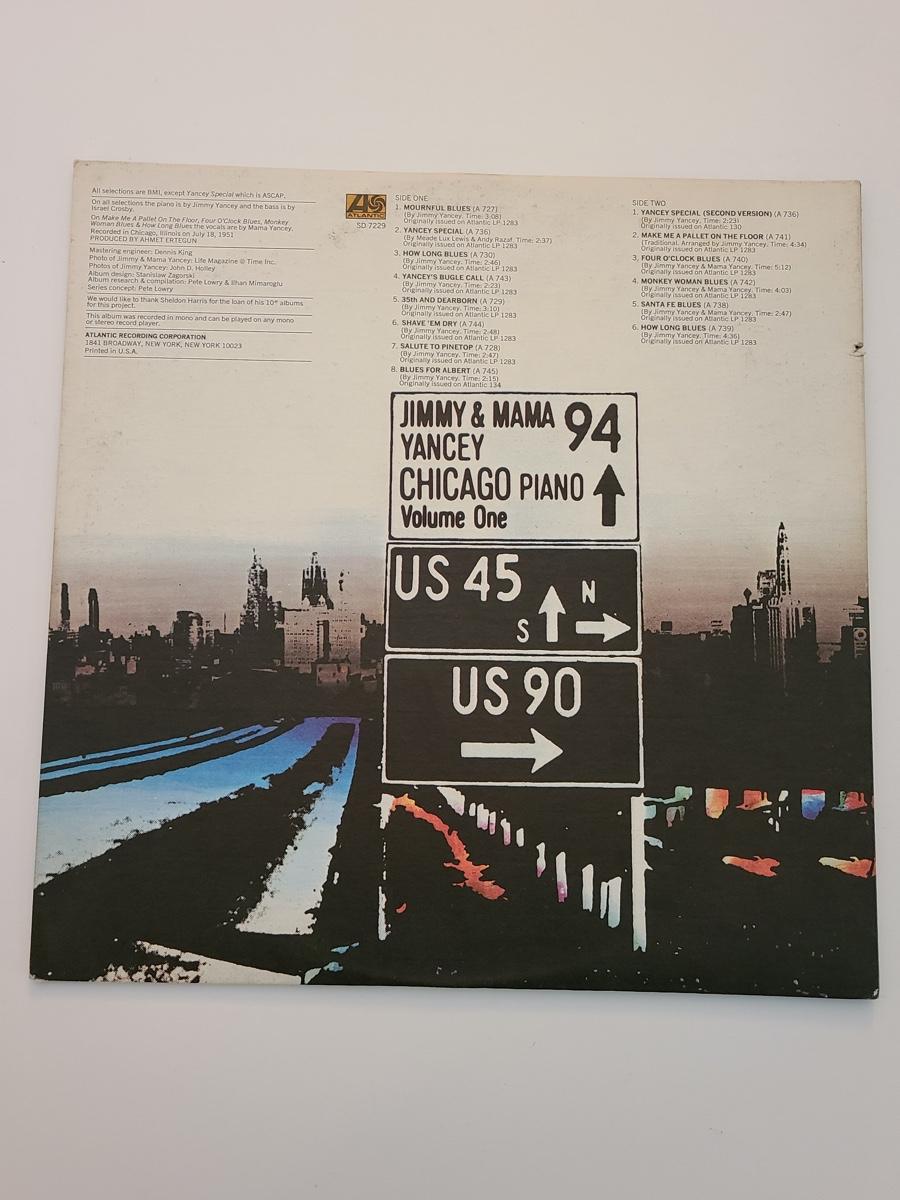 All selections are BMI, except Yancey Special which is ASCAP.
On all selections the piano is by Jimmy Yancey and the bass is by
Israel Crosby.
On Make Me A Pallet On The Floor, Four O'Clock Blues, Monkey
Woman Blues & How Long Blues the vocals are by Mama Yancey.
Recorded in Chicago, Illinois on July 18, 1951
PRODUCED BY AHMET ERTEGUN
Mastering engineer: Dennis King
Photo of Jimmy & Mama Yancey: Life Magazine © Time Inc.
Photos of Jimmy Yancey: John D. Holley
Album design: Stanislaw Zagorski
Album research & compilation: Pete Lowry & Ilhan Mimaroglu
Series concept: Pete Lowry
We would like to thank Sheldon Harris for the loan of his 10" albums
for this project.
This album was recorded in mono and can be played on any mono
or stereo record player.
ATLANTIC RECORDING CORPORATION
1841 BROADWAY, NEW YORK, NEW YORK 10023
Printed in U.S.A.
ATLANTIC
SD 7229
SIDE ONE
1. MOURNFUL BLUES (A 727)
(By Jimmy Yancey. Time: 3:08)
Originally issued on Atlantic LP 1283
2. YANCEY SPECIAL (A 736)
(By Meade Lux Lewis & Andy Razaf. Time: 2:37)
Originally issued on Atlantic LP 1283
3. HOW LONG BLUES (A 730)
(By Jimmy Yancey. Time: 2:46)
Originally issued on Atlantic LP 1283
4. YANCEY'S BUGLE CALL (A 743)
(By Jimmy Yancey. Time: 2:23)
Originally issued on Atlantic LP 1283
5. 35th AND DEARBORN (A 729)
(By Jimmy Yancey. Time: 3:10)
Originally issued on Atlantic LP 1283
6. SHAVE 'EM DRY (A 744)
(By Jimmy Yancey. Time: 2:48)
Originally issued on Atlantic LP 1283
7. SALUTE TO PINETOP (A 728)
(By Jimmy Yancey. Time: 2:47)
Originally issued on Atlantic LP 1283
8. BLUES FOR ALBERT (A 745)
(By Jimmy Yancey. Time: 2:15)
Originally issued on Atlantic 134
SIDE TWO
1. YANCEY SPECIAL (SECOND VERSION) (A 736)
(By Jimmy Yancey. Time: 2:23)
Originally issued on Atlantic 130
2. MAKE ME A PALLET ON THE FLOOR (A 741)
(Traditional. Arranged by Jimmy Yancey. Time: 4:34)
Originally issued on Atlantic LP 1283
3. FOUR O'CLOCK BLUES (A 740)
(By Jimmy Yancey & Mama Yancey. Time: 5:12)
Originally issued on Atlantic LP 1283
4. MONKEY WOMAN BLUES (A 742)
(By Jimmy Yancey & Mama Yancey. Time: 4:03)
Originally issued on Atlantic LP 1283
5. SANTA FE BLUES (A 738)
(By Jimmy Yancey & Mama Yancey. Time: 2:47)
Originally issued on Atlantic LP 1283
6. HOW LONG BLUES (A 739)
(By Jimmy Yancey. Time: 4:36)
Originally issued on Atlantic LP 1283
JIMMY & MAMA 94
YANCEY
CHICAGO PIANO
Volume One
US 45
N
S
US 90